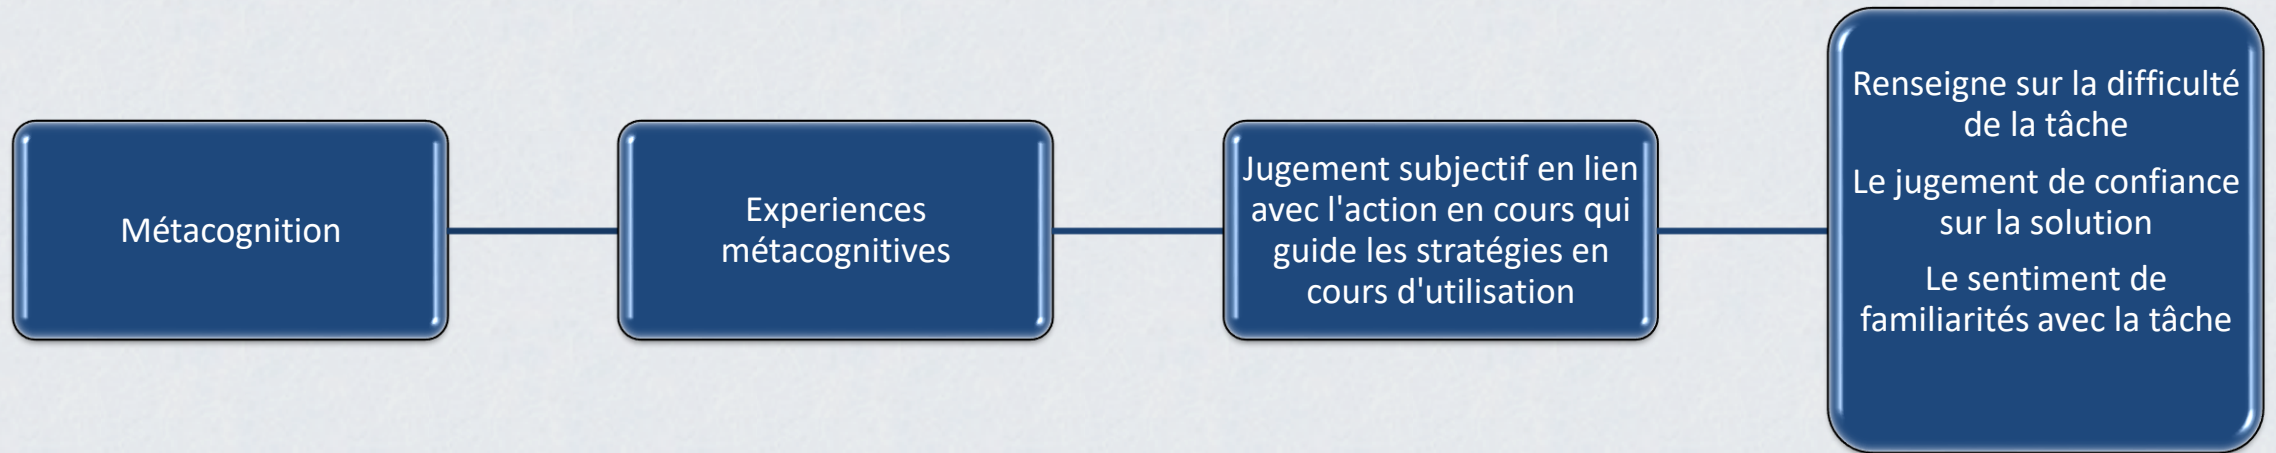 Métacognition
Experiences
métacognitives
Jugement subjectif en lien
avec l'action en cours qui
guide les stratégies en
cours d'utilisation
Renseigne sur la difficulté
de la tâche
Le jugement de confiance
sur la solution
Le sentiment de
familiarités avec la tâche